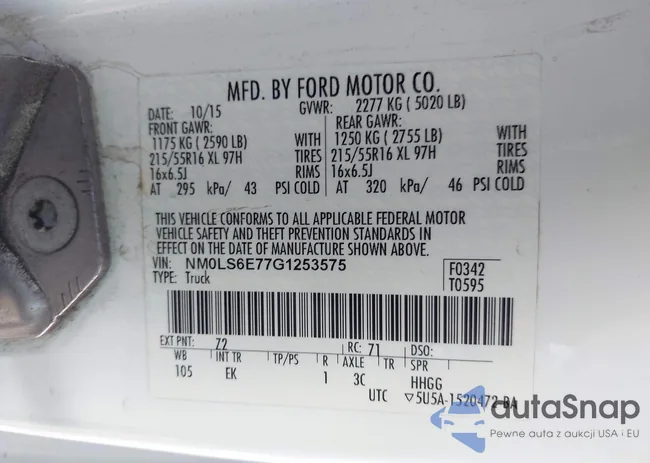 MFD. BY FORD MOTOR CO.
DATE: 10/15 GVWR: 2277 KG ( 5020 LB)
FRONT GAWR: REAR GAWR:
1175 KG ( 2590 LB) WITH 1250 KG ( 2755 LB) WITH
215/55R16 XL 97H TIRES 215/55R16 XL 97H TIRES
16x6.5J RIMS 16x6.5J RIMS
AT 295 kPa/ 43 PSI COLD AT 320 kPa/ 46 PSI COLD
THIS VEHICLE CONFORMS TO ALL APPLICABLE FEDERAL MOTOR
VEHICLE SAFETY AND THEFT PREVENTION STANDARDS IN
EFFECT ON THE DATE OF MANUFACTURE SHOWN ABOVE.
VIN: NM0LS6E77G1253575 F0342
TYPE: Truck T0595
EXT PNT: Z2 RC: 71 DSO:
WB INT TR TP/PS R AXLE TR SPR
105 EK 1 3C HHGG
UTC ▽5U5A-1520472-BA
autaSnap
Pewne auta z aukcji USA i EU